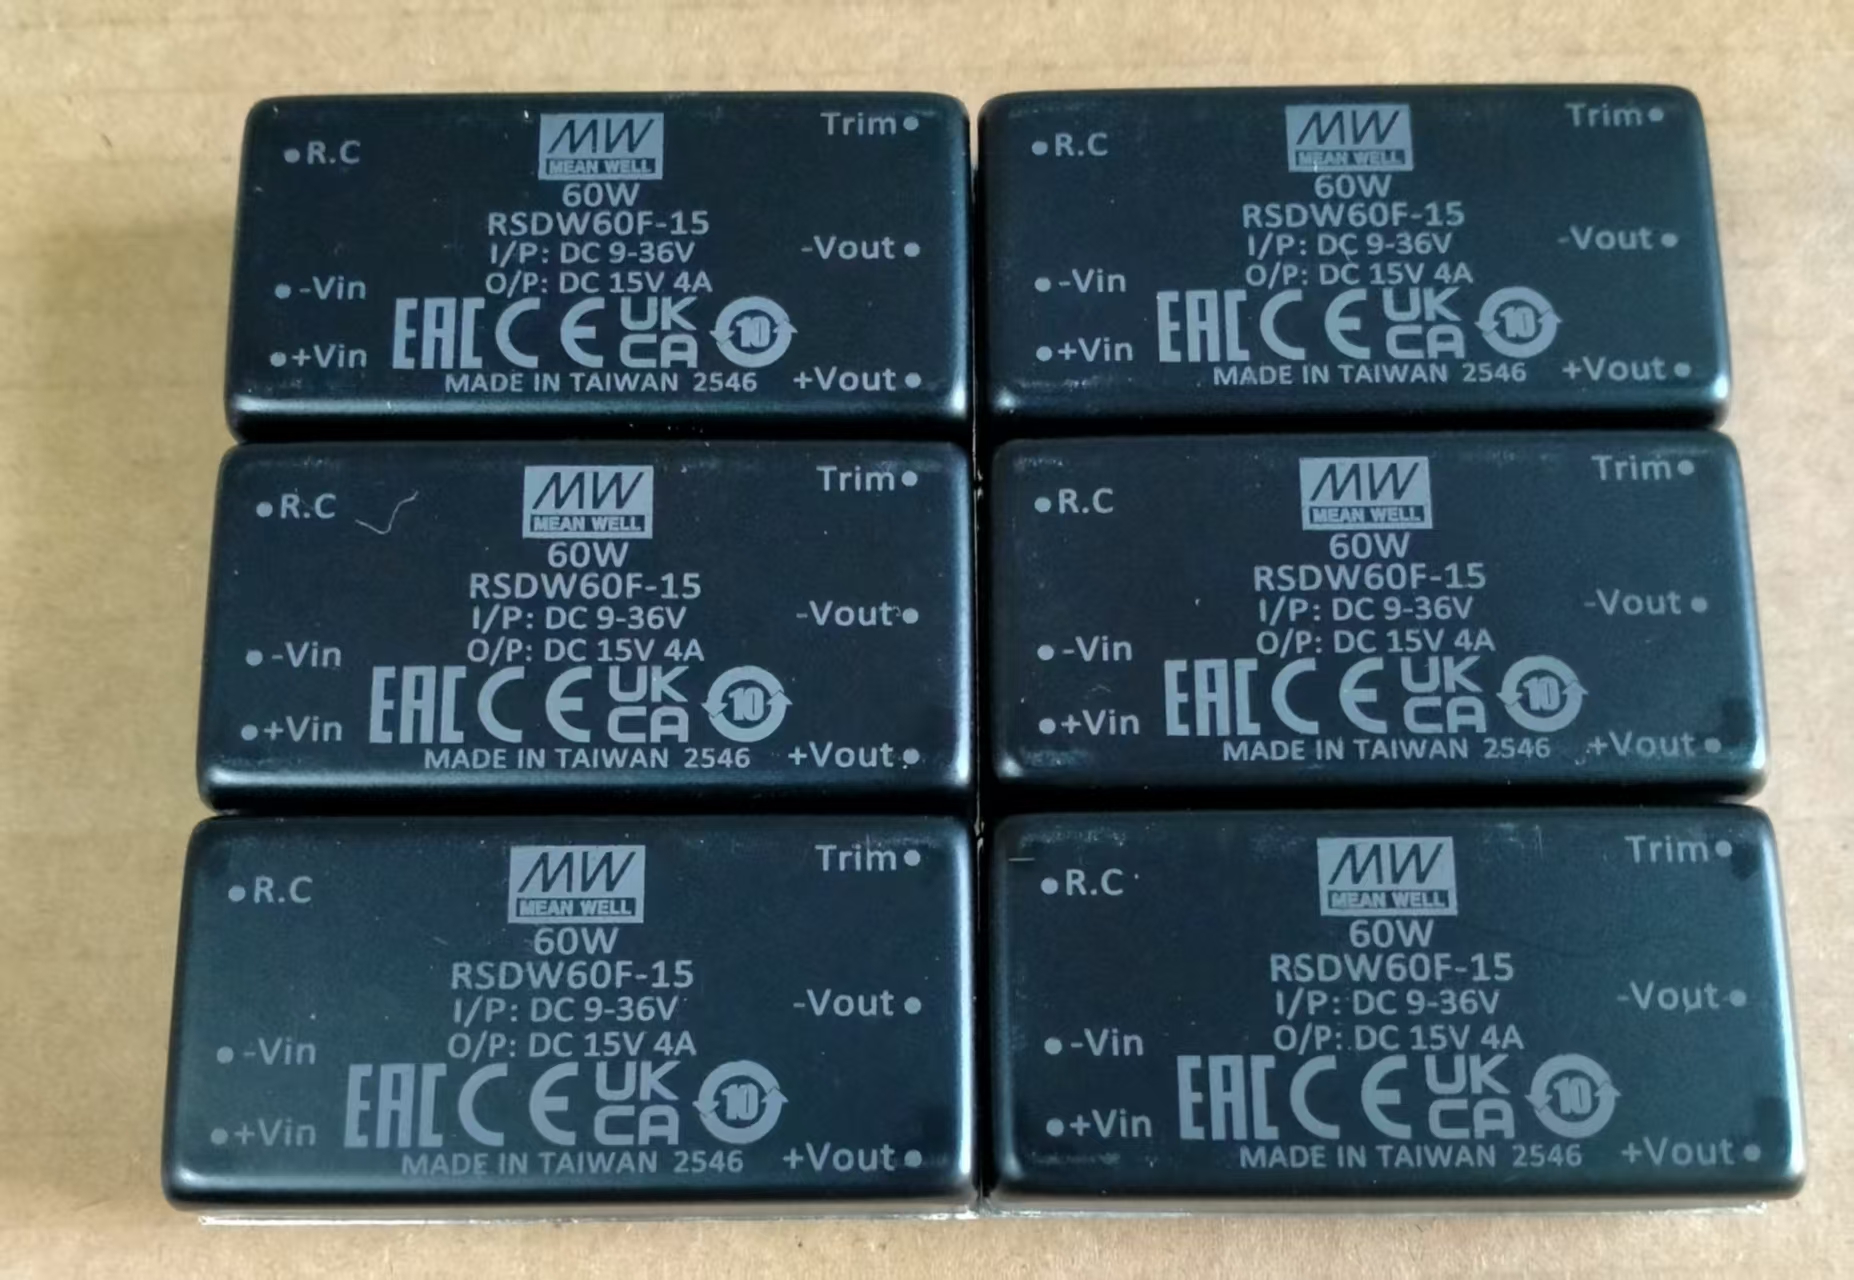 R.C
MW
MEAN WELL
Trim
60W
RSDW60F-15
I/P: DC 9-36V
-Vout
-Vin
O/P: DC 15V 4A
+Vin
EAC CE UK CA 10
MADE IN TAIWAN 2546
+Vout
R.C
MW
MEAN WELL
Trim
60W
RSDW60F-15
I/P: DC 9-36V
-Vout
-Vin
O/P: DC 15V 4A
+Vin
EAC CE UK CA 10
MADE IN TAIWAN 2546
+Vout
R.C
MW
MEAN WELL
Trim
60W
RSDW60F-15
I/P: DC 9-36V
-Vout
-Vin
O/P: DC 15V 4A
+Vin
EAC CE UK CA 10
MADE IN TAIWAN 2546
+Vout
R.C
MW
MEAN WELL
Trim
60W
RSDW60F-15
I/P: DC 9-36V
-Vout
-Vin
O/P: DC 15V 4A
+Vin
EAC CE UK CA 10
MADE IN TAIWAN 2546
+Vout
R.C
MW
MEAN WELL
Trim
60W
RSDW60F-15
I/P: DC 9-36V
-Vout
-Vin
O/P: DC 15V 4A
+Vin
EAC CE UK CA 10
MADE IN TAIWAN 2546
+Vout
R.C
MW
MEAN WELL
Trim
60W
RSDW60F-15
I/P: DC 9-36V
-Vout
-Vin
O/P: DC 15V 4A
+Vin
EAC CE UK CA 10
MADE IN TAIWAN 2546
+Vout